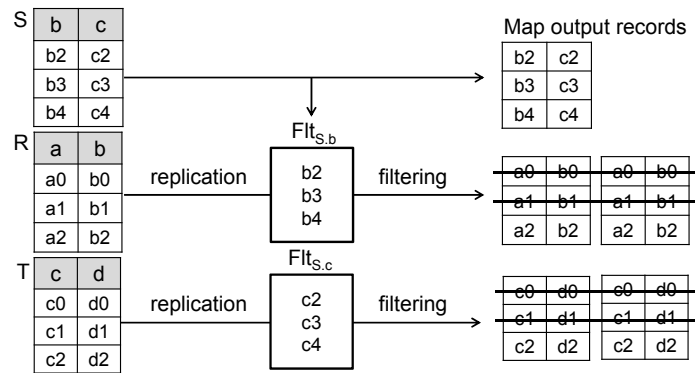 S
b c
b2 c2
b3 c3
b4 c4
Map output records
b2 c2
b3 c3
b4 c4
R
a b
a0 b0
a1 b1
a2 b2
replication
Flt S.b
b2
b3
b4
filtering
a0 b0 a0 b0
a1 b1 a1 b1
a2 b2 a2 b2
T
c d
c0 d0
c1 d1
c2 d2
replication
Flt S.c
c2
c3
c4
filtering
c0 d0 c0 d0
c1 d1 c1 d1
c2 d2 c2 d2